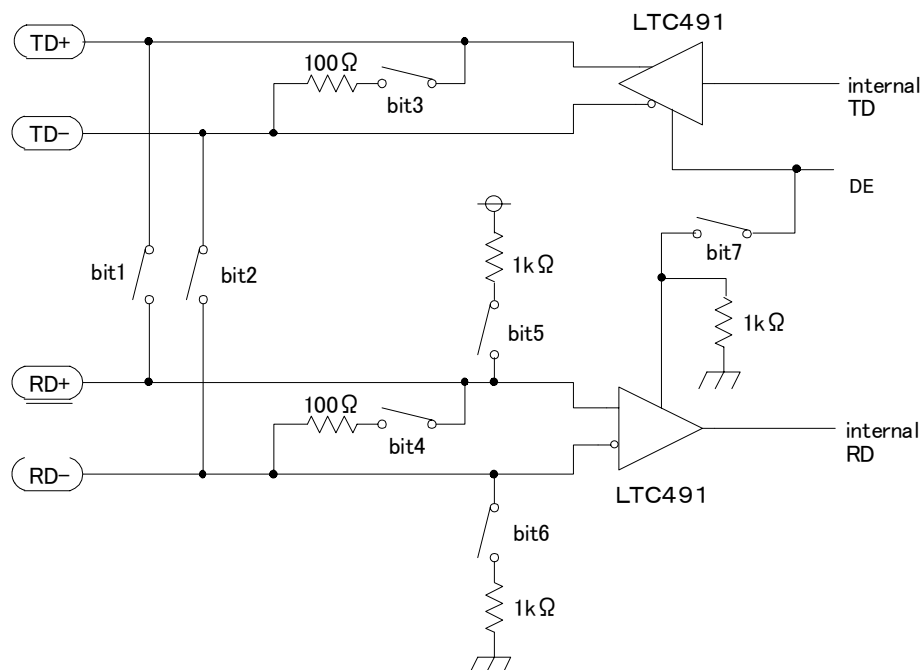 LTC491
TD+
100Ω
bit3
internal
TD
TD-
DE
bit7
1kΩ
bit1
bit2
bit5
1kΩ
RD+
100Ω
bit4
internal
RD
RD-
LTC491
bit6
1kΩ